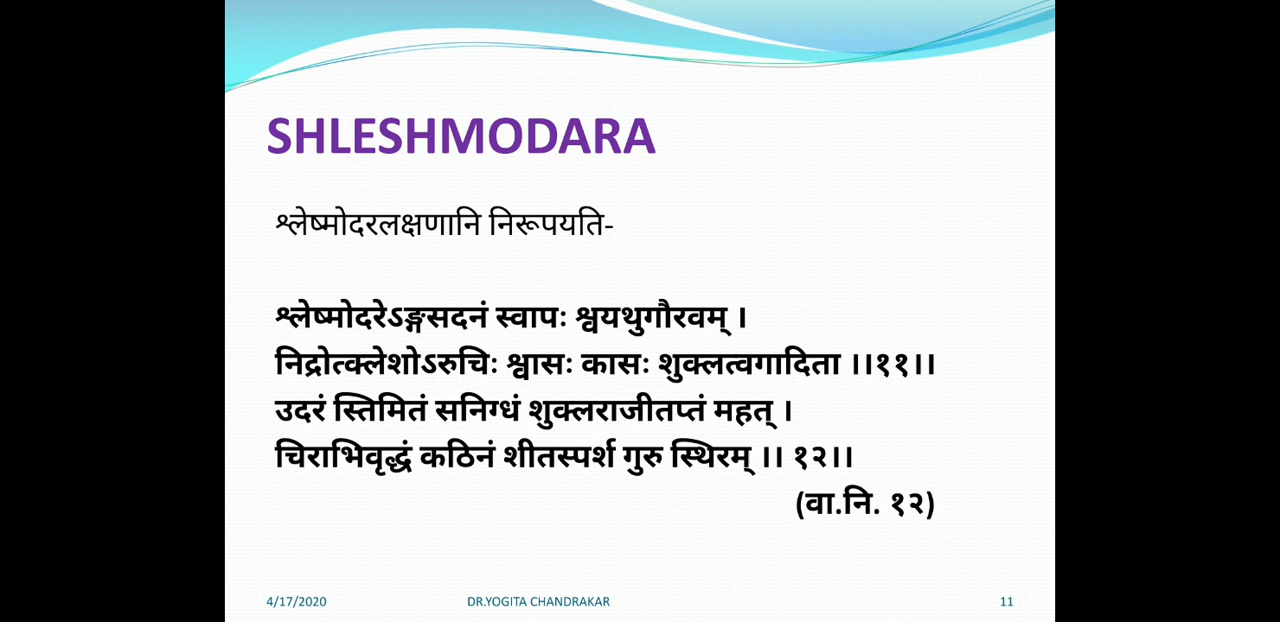 SHLESHMODARA
श्लेष्मोदरलक्षणानि निरूपयति-
श्लेष्मोदरेऽङ्गसदनं स्वापः श्वयथुगौरवम् ।
निद्रोत्क्लेशोऽरुचिः श्वासः कासः शुक्लत्वगादिता ।।११।।
उदरं स्तिमितं सनिग्धं शुक्लराजीतप्तं महत् ।
चिराभिवृद्धं कठिनं शीतस्पर्श गुरु स्थिरम् ।। १२।।
(वा.नि. १२)
4/17/2020 DR.YOGITA CHANDRAKAR 11